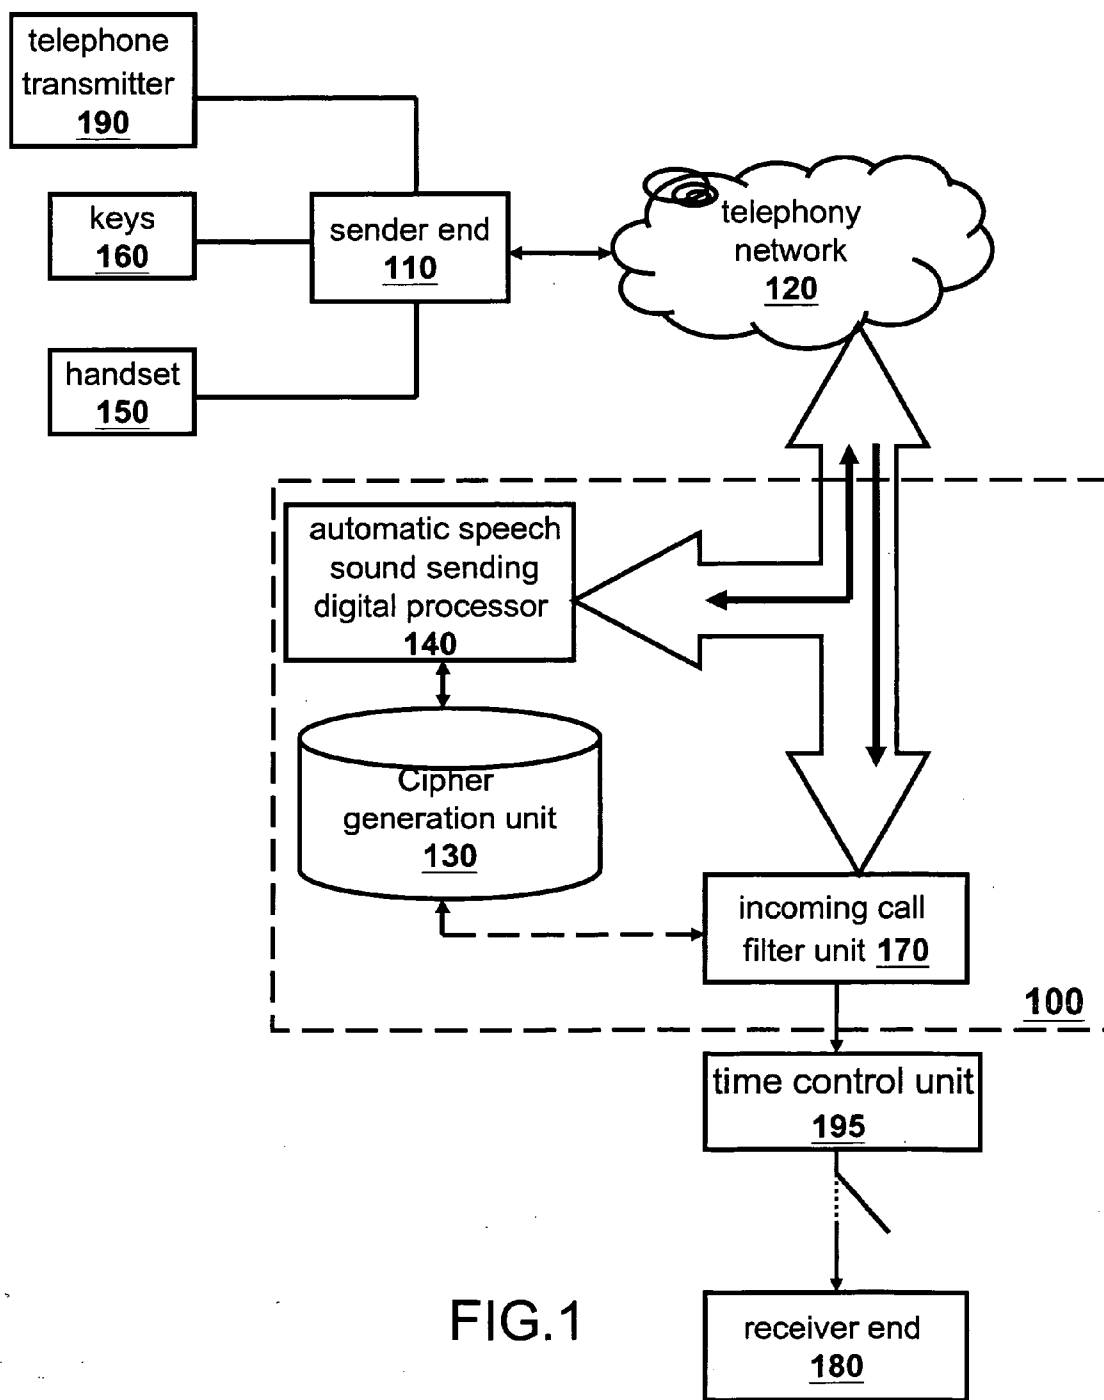 telephone
transmitter
190
keys
160
handset
150
sender end
110
telephony
network
120
automatic speech
sound sending
digital processor
140
Cipher
generation unit
130
incoming call
filter unit 170
100
time control unit
195
receiver end
180
FIG.1